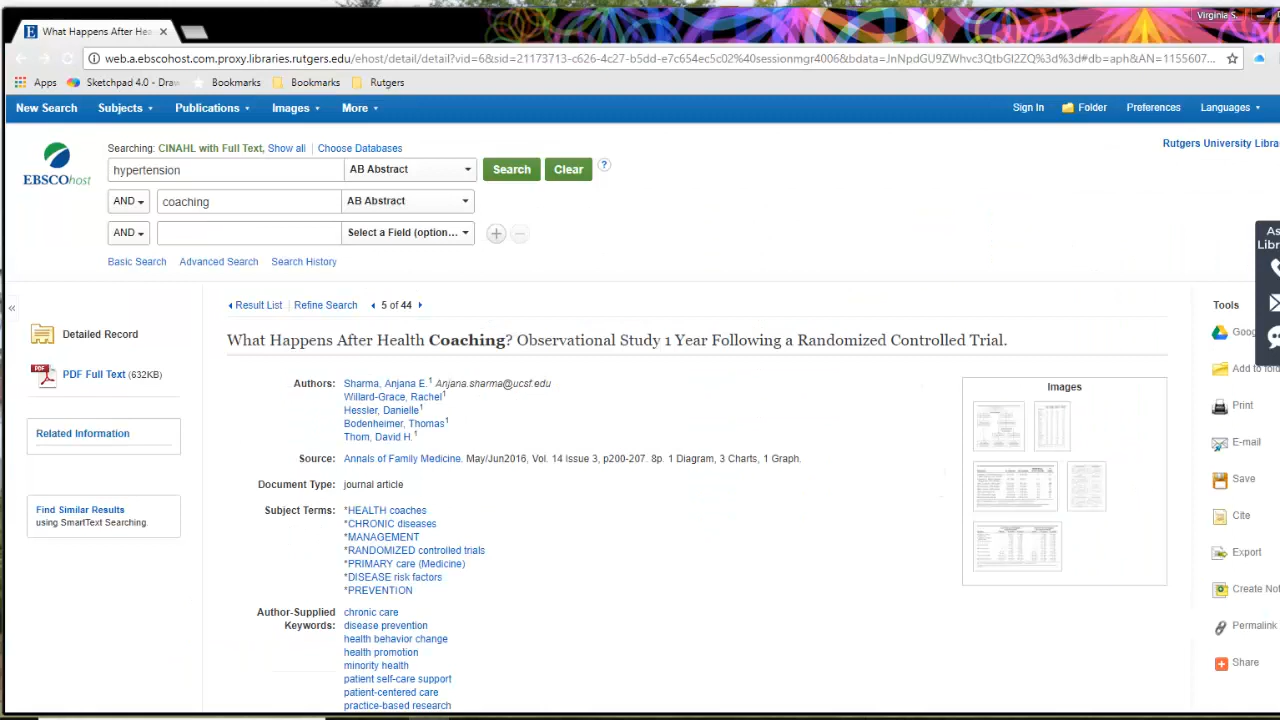 Virginia S.
What Happens After Hea
web.a.ebscohost.com.proxy.libraries.rutgers.edu/ehost/detail/detail?vid=6&sid=21173713-c626-4c27-b5dd-e7c654ec5c02%40sessionmgr4006&bdata=JnNpdGU9ZWhvc3QtbGl2ZQ%3d%3d#db=aph&AN=1155607...
Apps Sketchpad 4.0 - Draw Bookmarks Bookmarks Rutgers
New Search Subjects Publications Images More Sign In Folder Preferences Languages
Searching: CINAHL with Full Text, Show all | Choose Databases
Rutgers University Libra
EBSCOhost
hypertension AB Abstract Search Clear ?
AND coaching AB Abstract
AND Select a Field (option...
Basic Search Advanced Search Search History
As
Libr
«
Result List | Refine Search 5 of 44
Tools
Detailed Record
PDF Full Text (632KB)
Related Information
Find Similar Results
using SmartText Searching.
What Happens After Health Coaching? Observational Study 1 Year Following a Randomized Controlled Trial.
Authors: Sharma, Anjana E.1 Anjana.sharma@ucsf.edu
Willard-Grace, Rachel1
Hessler, Danielle1
Bodenheimer, Thomas1
Thom, David H.1
Source: Annals of Family Medicine. May/Jun2016, Vol. 14 Issue 3, p200-207. 8p. 1 Diagram, 3 Charts, 1 Graph.
Document Type: journal article
Subject Terms: *HEALTH coaches
*CHRONIC diseases
*MANAGEMENT
*RANDOMIZED controlled trials
*PRIMARY care (Medicine)
*DISEASE risk factors
*PREVENTION
Author-Supplied Keywords: chronic care
disease prevention
health behavior change
health promotion
minority health
patient self-care support
patient-centered care
practice-based research
Images
Goog
Add to fold
Print
E-mail
Save
Cite
Export
Create Not
Permalink
Share